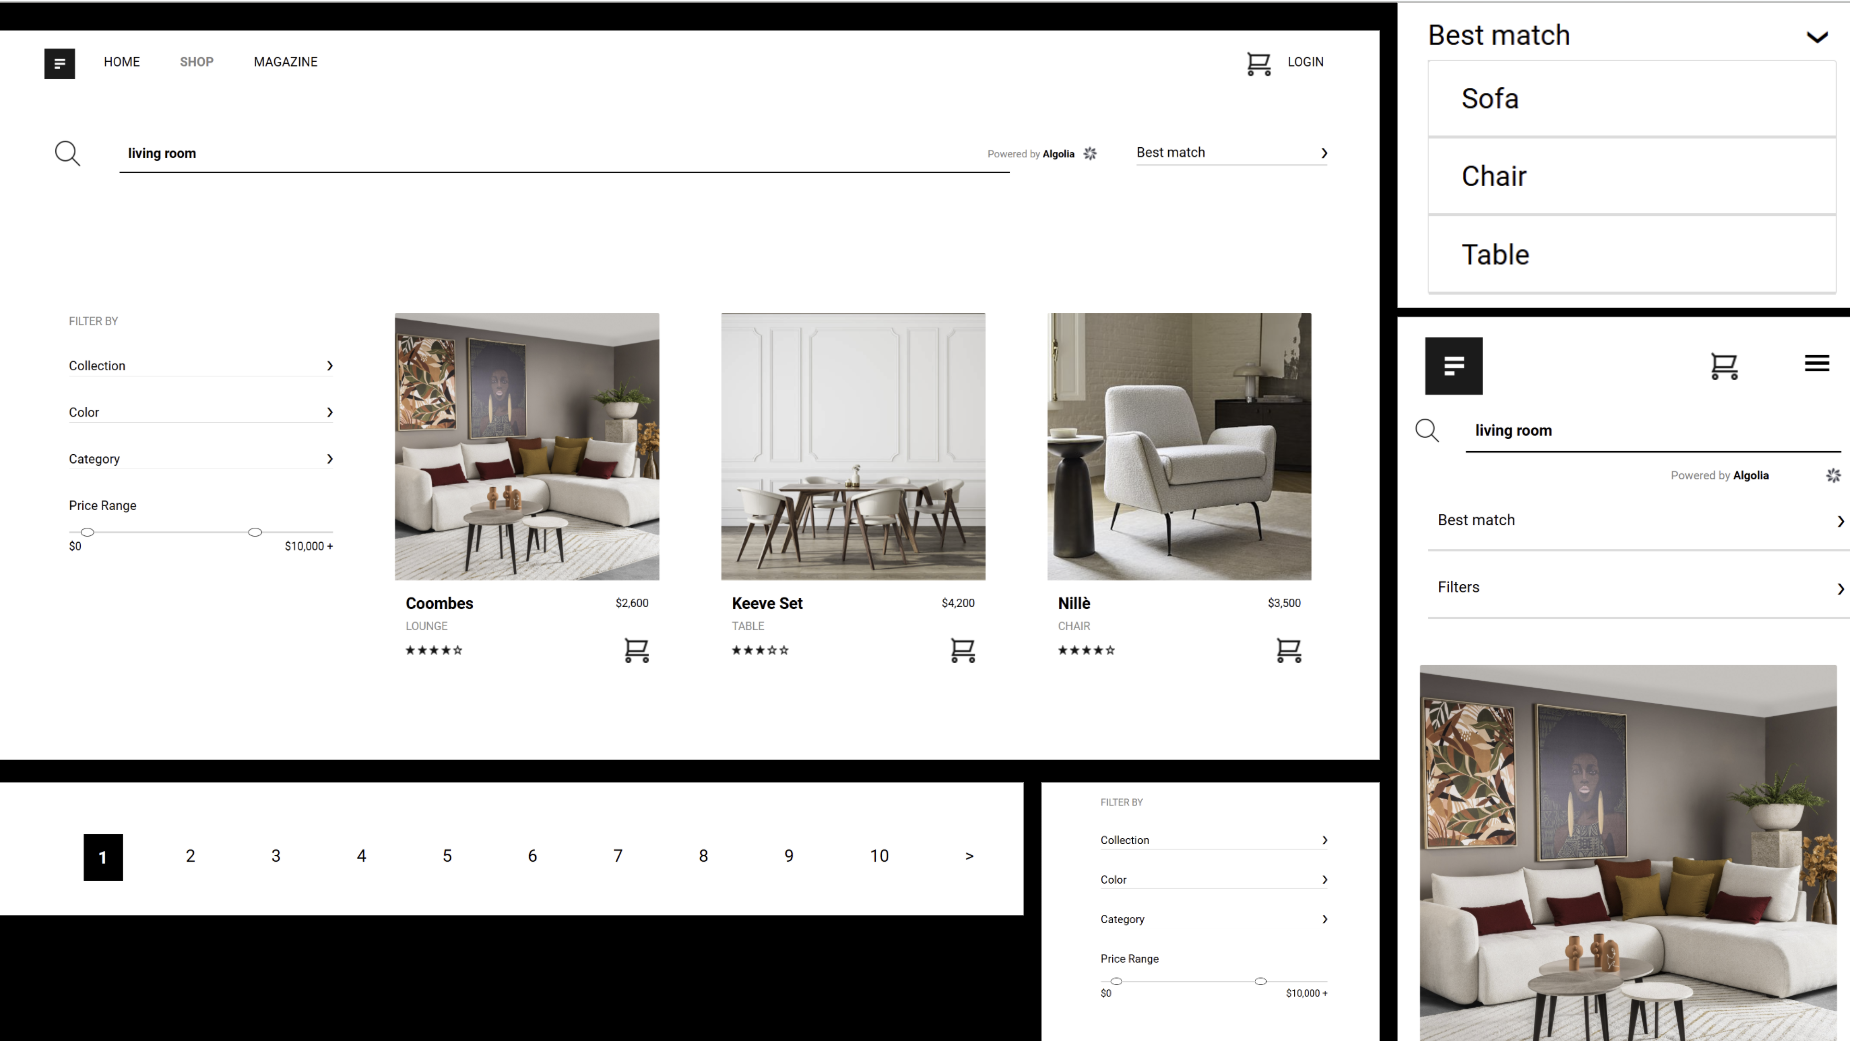 HOME SHOP MAGAZINE LOGIN
living room Powered by Algolia Best match
FILTER BY
Collection
Color
Category
Price Range
$0 $10,000 +
Coombes $2,600
LOUNGE
Keeve Set $4,200
TABLE
Nillè $3,500
CHAIR
1 2 3 4 5 6 7 8 9 10 >
FILTER BY
Collection
Color
Category
Price Range
$0 $10,000 +
Best match
Sofa
Chair
Table
living room
Powered by Algolia
Best match
Filters